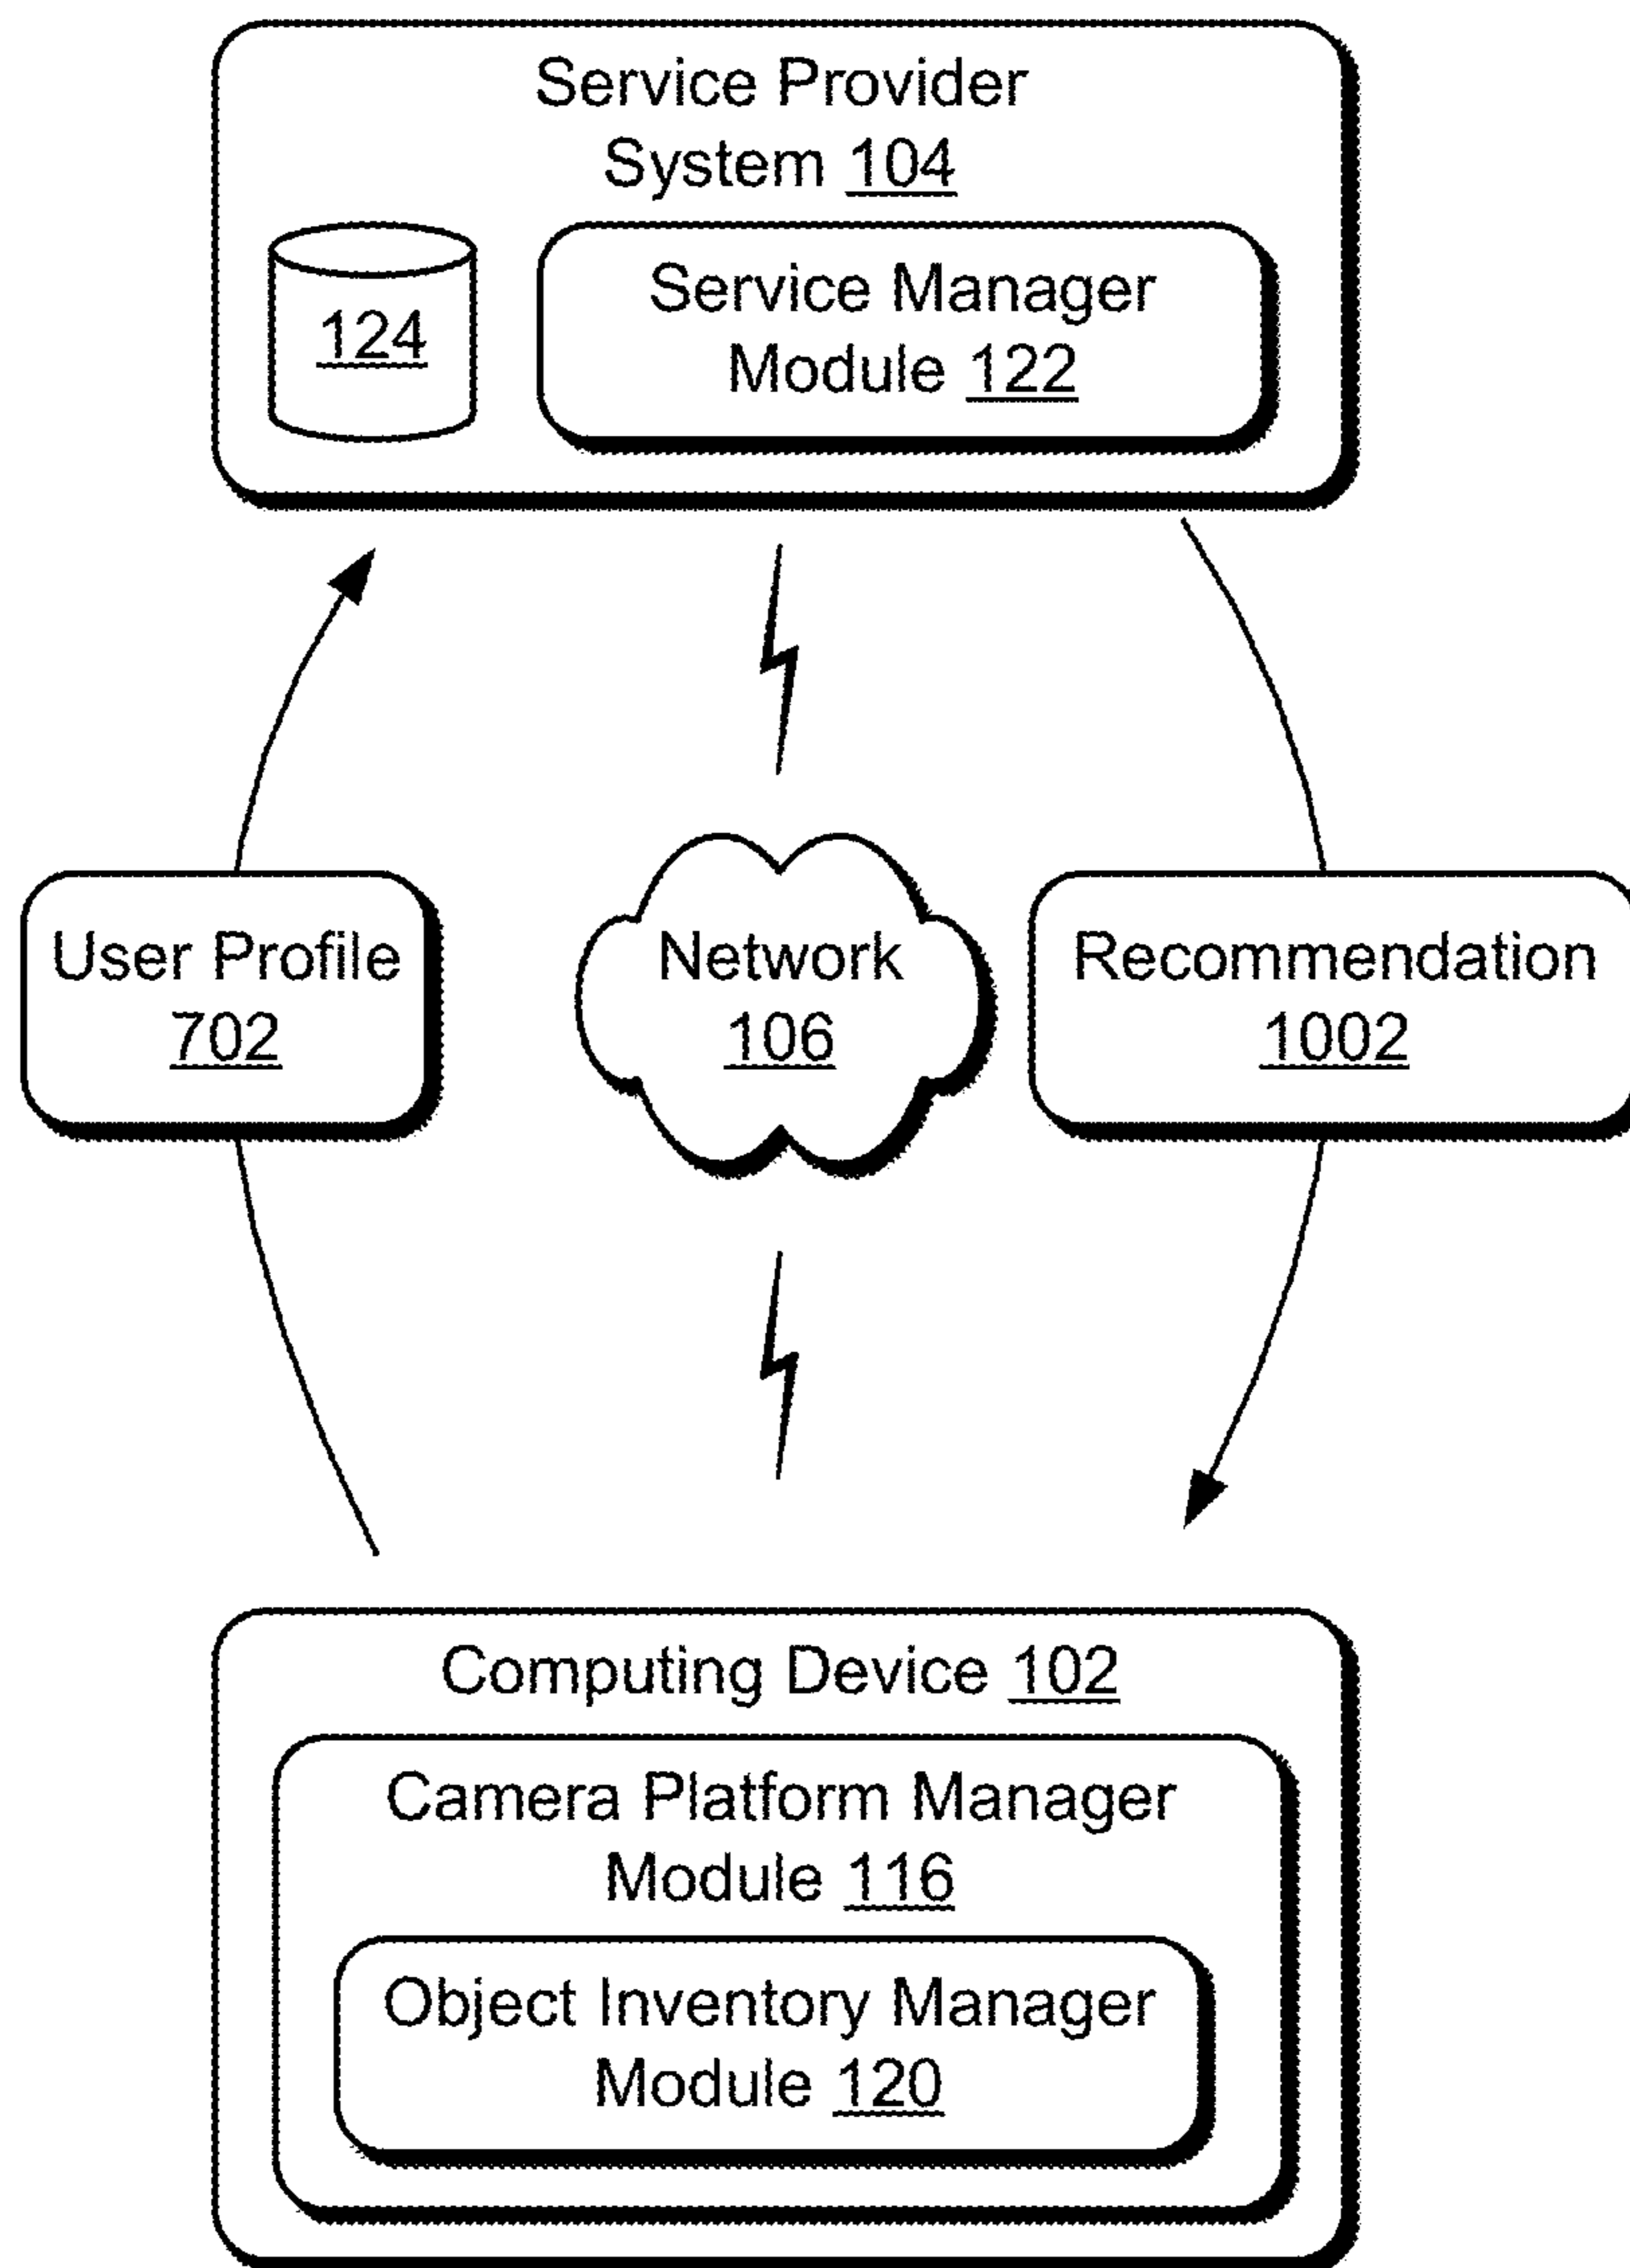 Service Provider
System 104
124
Service Manager
Module 122
User Profile
702
Network
106
Recommendation
1002
Computing Device 102
Camera Platform Manager
Module 116
Object Inventory Manager
Module 120